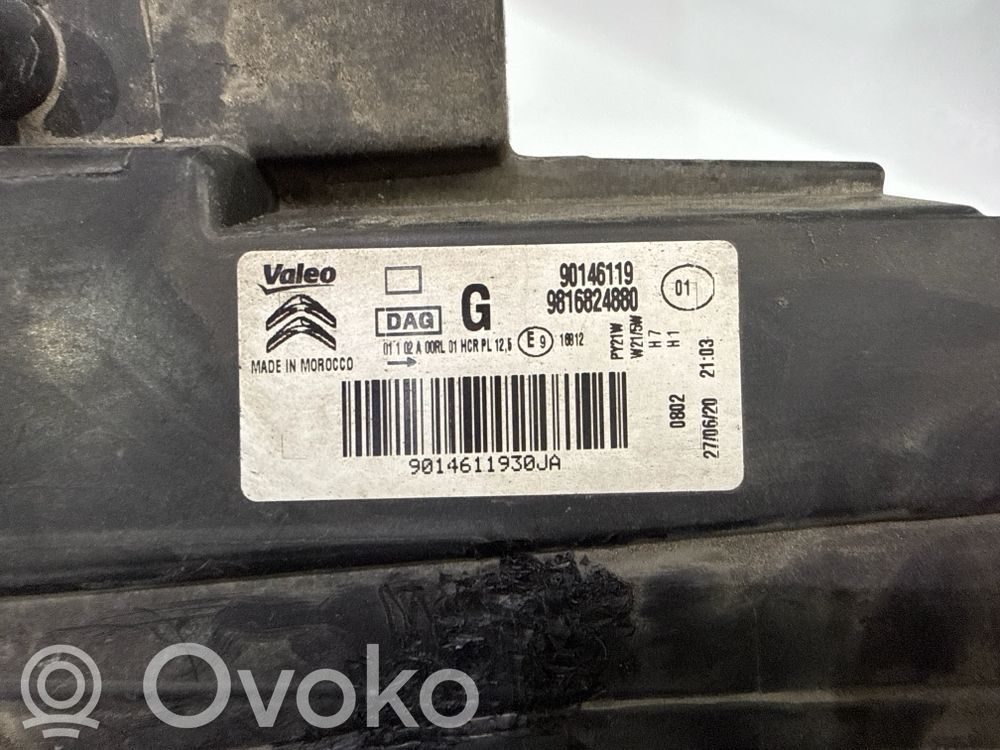 Valeo
MADE IN MOROCCO
DAG
G
90146119
9816824880
01 1 02 A 00RL 01 HCR PL 12,5
E9
16812
PY21W
W21/5W
H7
H1
01
0802
27/06/20 21:03
9014611930JA
R Ovoko